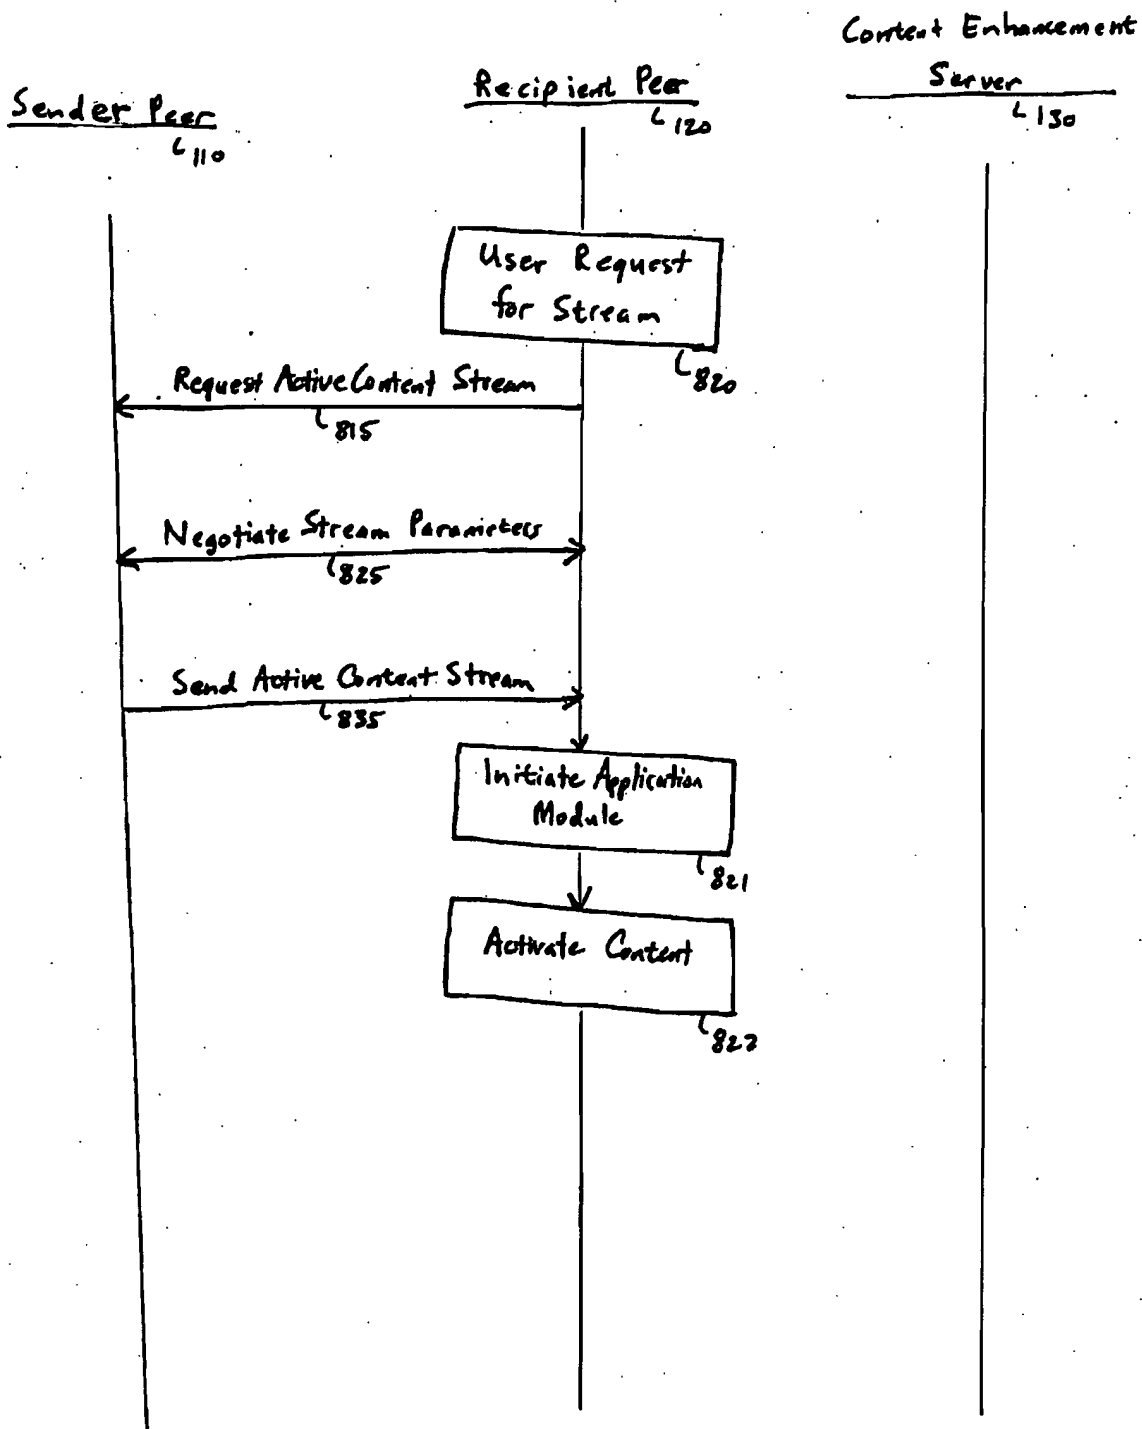 Content Enhancement
Server
130
Recipient Peer
120
Sender Peer
110
User Request
for Stream
820
Request Active Content Stream
815
Negotiate Stream Parameters
825
Send Active Content Stream
835
Initiate Application
Module
821
Activate Content
822